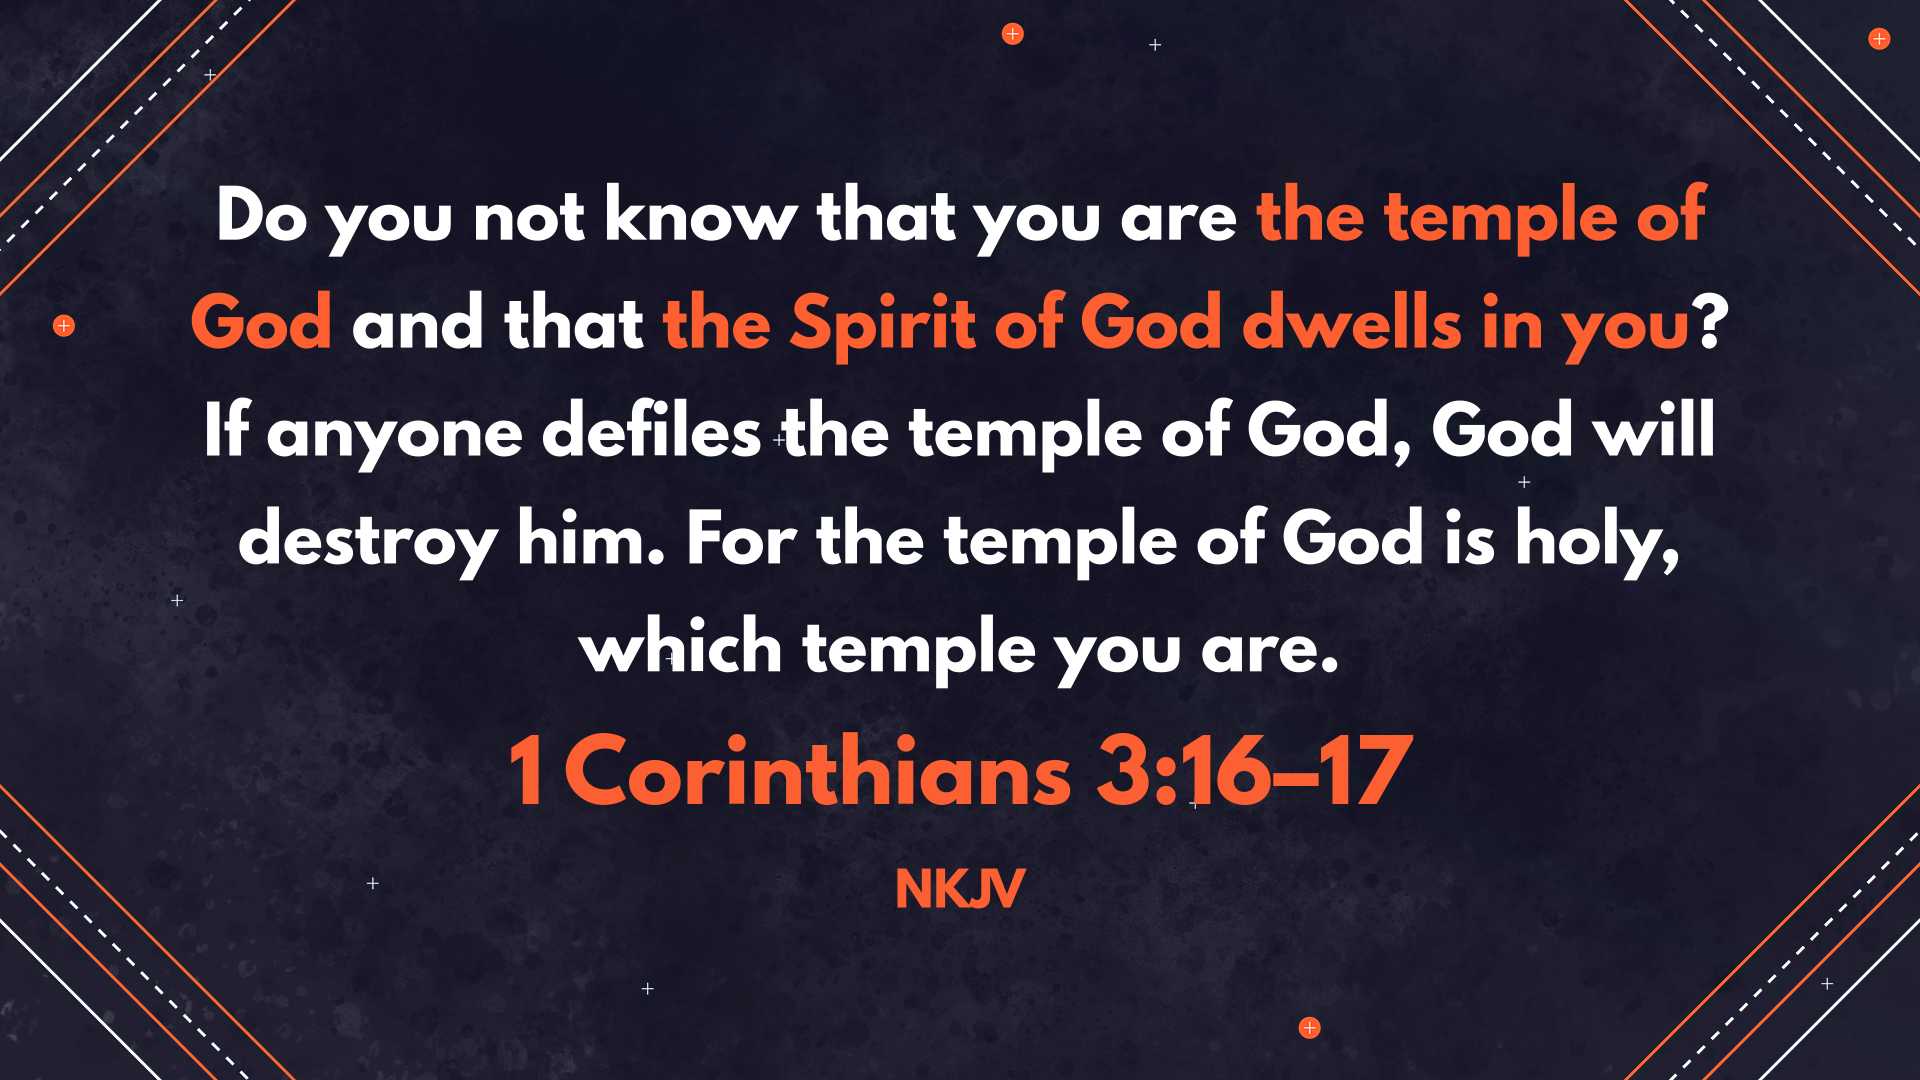 Do you not know that you are the temple of
God and that the Spirit of God dwells in you?
If anyone defiles the temple of God, God will
destroy him. For the temple of God is holy,
which temple you are.
1 Corinthians 3:16–17
NKJV